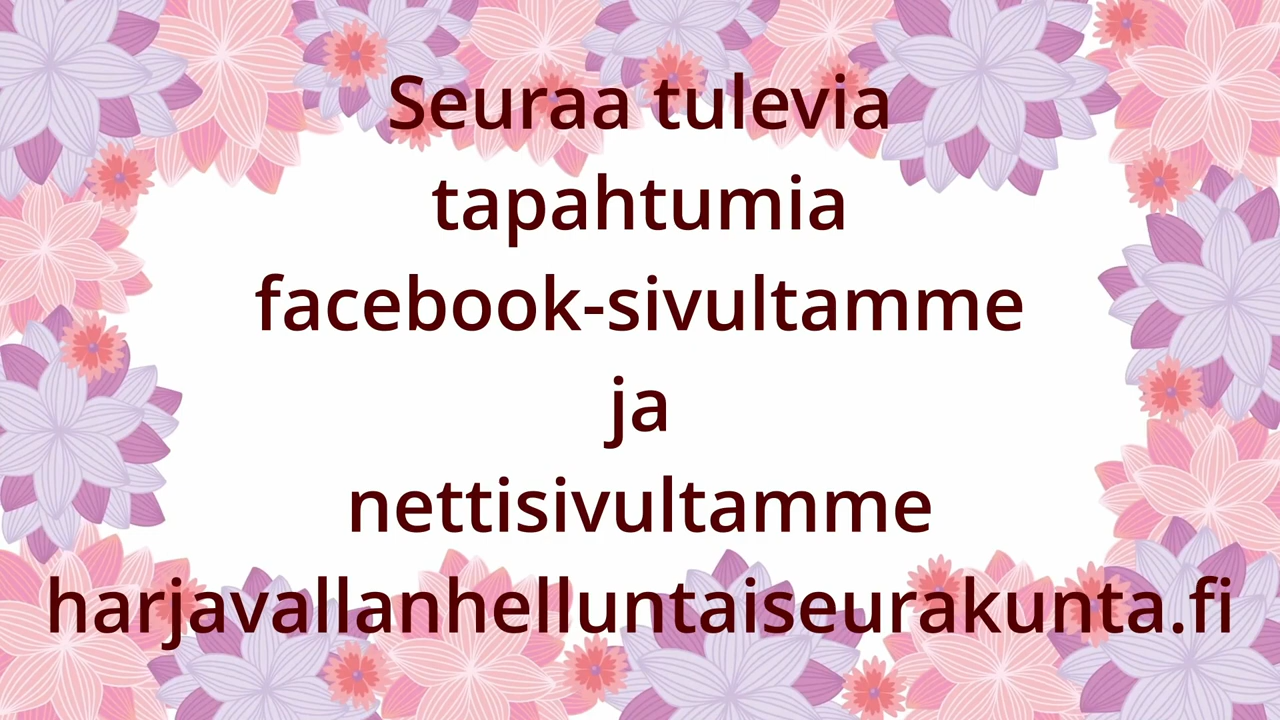 Seuraa tulevia
tapahtumia
facebook-sivultamme
ja
nettisivultamme
harjavallanhelluntaiseurakunta.fi